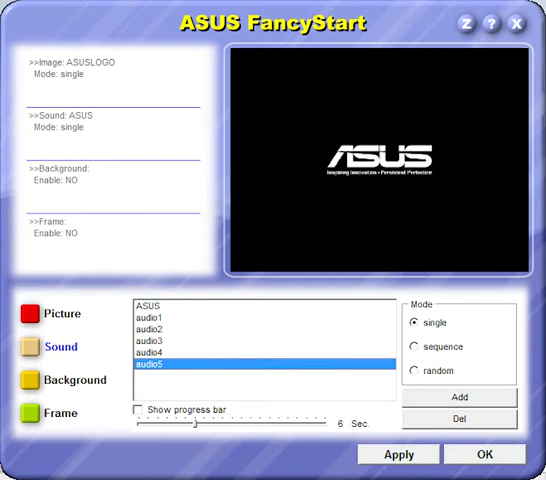 ASUS FancyStart
Z ? X
>>Image: ASUSLOGO
Mode: single
>>Sound: ASUS
Mode: single
>>Background:
Enable: NO
>>Frame:
Enable: NO
ASUS
Inspiring Innovation • Persistent Perfection
Picture
Sound
Background
Frame
ASUS
audio1
audio2
audio3
audio4
audio5
Show progress bar
6 Sec.
Mode
single
sequence
random
Add
Del
Apply
OK